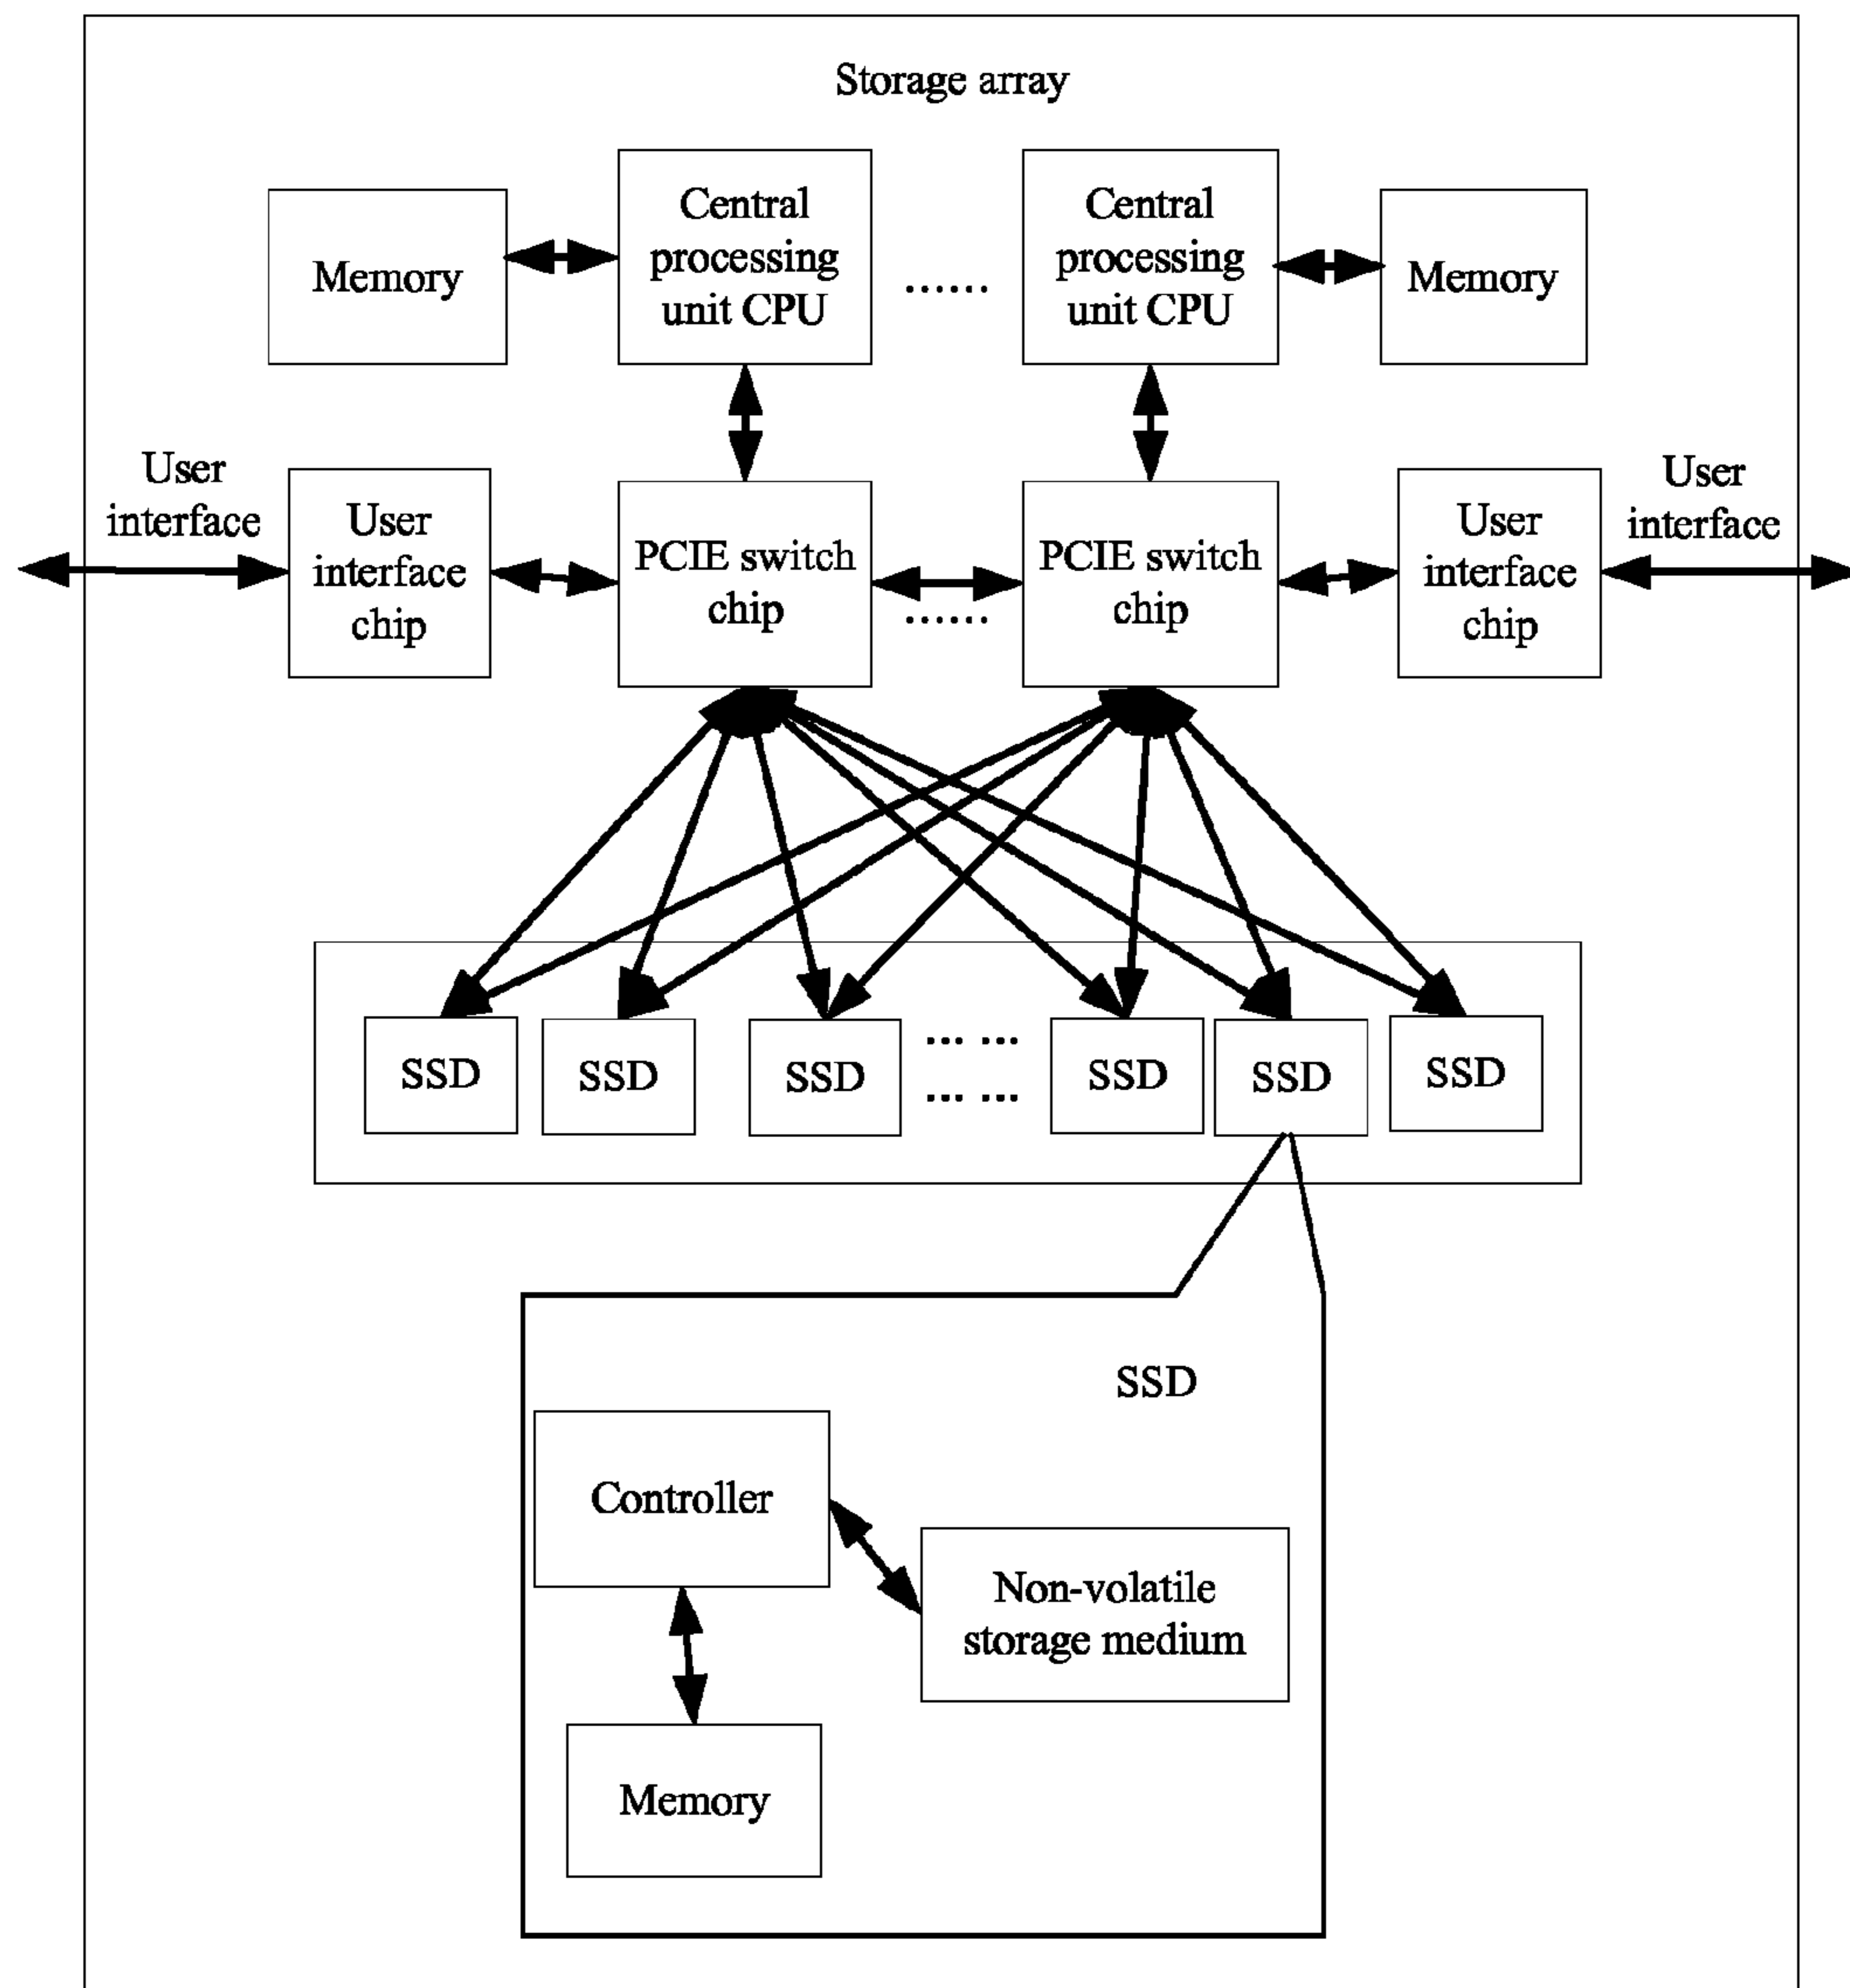 Storage array
Memory
Central
processing
unit CPU
......
Central
processing
unit CPU
Memory
User
interface
User
interface
chip
PCIE switch
chip
......
PCIE switch
chip
User
interface
chip
User
interface
SSD
SSD
SSD
... ...
... ...
SSD
SSD
SSD
SSD
Controller
Non-volatile
storage medium
Memory